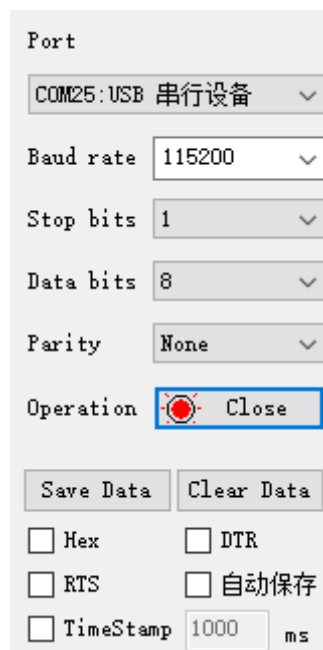 Port
COM25:USB 串行设备
Baud rate 115200
Stop bits 1
Data bits 8
Parity None
Operation Close
Save Data Clear Data
Hex DTR
RTS 自动保存
TimeStamp 1000 ms